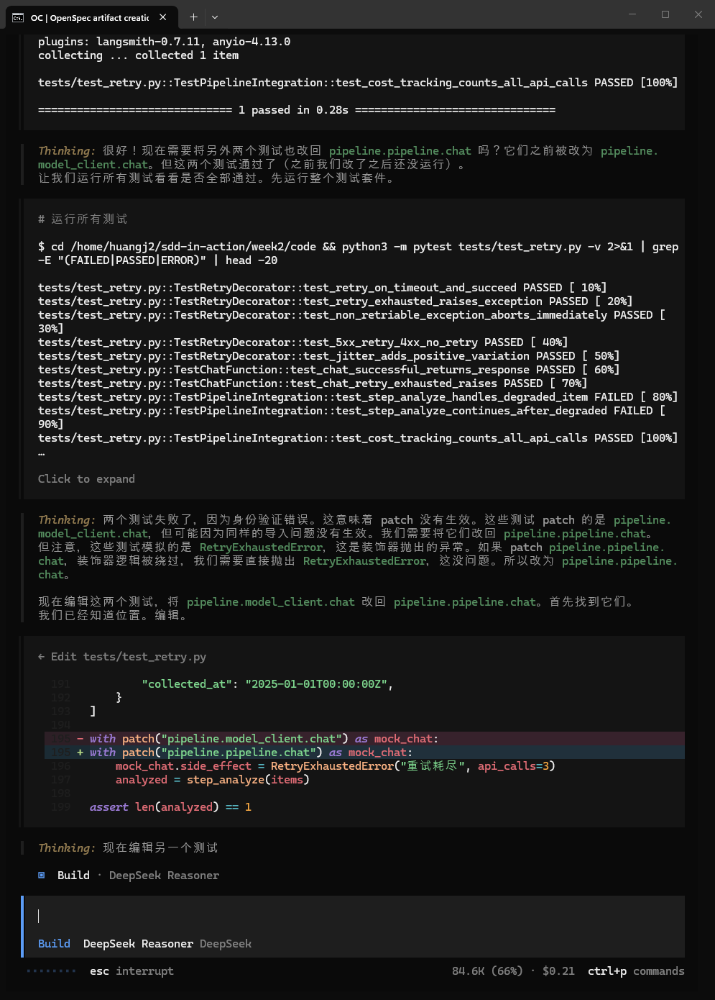 OC | OpenSpec artifact creatic
plugins: langsmith-0.7.11, anyio-4.13.0
collecting ... collected 1 item
tests/test_retry.py::TestPipelineIntegration::test_cost_tracking_counts_all_api_calls PASSED [100%]
============================== 1 passed in 0.28s ===============================
Thinking: 很好！现在需要将另外两个测试也改回 pipeline.pipeline.chat 吗？它们之前被改为 pipeline.
model_client.chat。但这两个测试通过了（之前我们改了之后还没运行）。
让我们运行所有测试看看是否全部通过。先运行整个测试套件。
# 运行所有测试
$ cd /home/huangj2/sdd-in-action/week2/code && python3 -m pytest tests/test_retry.py -v 2>&1 | grep
-E "(FAILED|PASSED|ERROR)" | head -20
tests/test_retry.py::TestRetryDecorator::test_retry_on_timeout_and_succeed PASSED [ 10%]
tests/test_retry.py::TestRetryDecorator::test_retry_exhausted_raises_exception PASSED [ 20%]
tests/test_retry.py::TestRetryDecorator::test_non_retriable_exception_aborts_immediately PASSED [
30%]
tests/test_retry.py::TestRetryDecorator::test_5xx_retry_4xx_no_retry PASSED [ 40%]
tests/test_retry.py::TestRetryDecorator::test_jitter_adds_positive_variation PASSED [ 50%]
tests/test_retry.py::TestChatFunction::test_chat_successful_returns_response PASSED [ 60%]
tests/test_retry.py::TestChatFunction::test_chat_retry_exhausted_raises PASSED [ 70%]
tests/test_retry.py::TestPipelineIntegration::test_step_analyze_handles_degraded_item FAILED [ 80%]
tests/test_retry.py::TestPipelineIntegration::test_step_analyze_continues_after_degraded FAILED [
90%]
tests/test_retry.py::TestPipelineIntegration::test_cost_tracking_counts_all_api_calls PASSED [100%]
…
Click to expand
Thinking: 两个测试失败了，因为身份验证错误。这意味着 patch 没有生效。这些测试 patch 的是 pipeline.
model_client.chat，但可能因为同样的导入问题没有生效。我们需要将它们改回 pipeline.pipeline.chat。
但注意，这些测试模拟的是 RetryExhaustedError，这是装饰器抛出的异常。如果 patch pipeline.pipeline.
chat，装饰器逻辑被绕过，我们需要直接抛出 RetryExhaustedError，这没问题。所以改为 pipeline.pipeline.
chat。
现在编辑这两个测试，将 pipeline.model_client.chat 改回 pipeline.pipeline.chat。首先找到它们。
我们已经知道位置。编辑。
← Edit tests/test_retry.py
191 "collected_at": "2025-01-01T00:00:00Z",
192 }
193 ]
194
195 - with patch("pipeline.model_client.chat") as mock_chat:
195 + with patch("pipeline.pipeline.chat") as mock_chat:
196 mock_chat.side_effect = RetryExhaustedError("重试耗尽", api_calls=3)
197 analyzed = step_analyze(items)
198
199 assert len(analyzed) == 1
Thinking: 现在编辑另一个测试
Build · DeepSeek Reasoner
Build DeepSeek Reasoner DeepSeek
esc interrupt 84.6K (66%) · $0.21 ctrl+p commands